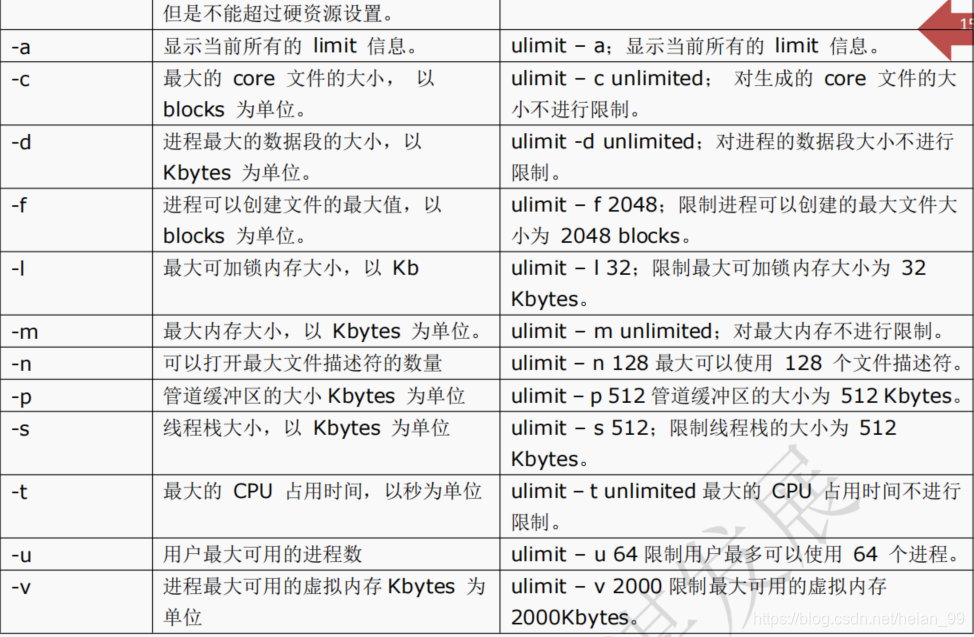 但是不能超过硬资源设置。
15
-a 显示当前所有的 limit 信息。 ulimit – a；显示当前所有的 limit 信息。
-c 最大的 core 文件的大小， 以 ulimit – c unlimited； 对生成的 core 文件的大
blocks 为单位。 小不进行限制。
-d 进程最大的数据段的大小，以 ulimit -d unlimited；对进程的数据段大小不进行
Kbytes 为单位。 限制。
-f 进程可以创建文件的最大值，以 ulimit – f 2048；限制进程可以创建的最大文件大
blocks 为单位。 小为 2048 blocks。
-l 最大可加锁内存大小，以 Kb ulimit – l 32；限制最大可加锁内存大小为 32
Kbytes。
-m 最大内存大小，以 Kbytes 为单位。 ulimit – m unlimited；对最大内存不进行限制。
-n 可以打开最大文件描述符的数量 ulimit – n 128 最大可以使用 128 个文件描述符。
-p 管道缓冲区的大小 Kbytes 为单位 ulimit – p 512 管道缓冲区的大小为 512 Kbytes。
-s 线程栈大小，以 Kbytes 为单位 ulimit – s 512；限制线程栈的大小为 512
Kbytes。
-t 最大的 CPU 占用时间，以秒为单位 ulimit – t unlimited 最大的 CPU 占用时间不进行
限制。
-u 用户最大可用的进程数 ulimit – u 64 限制用户最多可以使用 64 个进程。
-v 进程最大可用的虚拟内存 Kbytes 为 ulimit – v 2000 限制最大可用的虚拟内存
单位 2000Kbytes。
发展
https://blog.csdn.net/heian_99